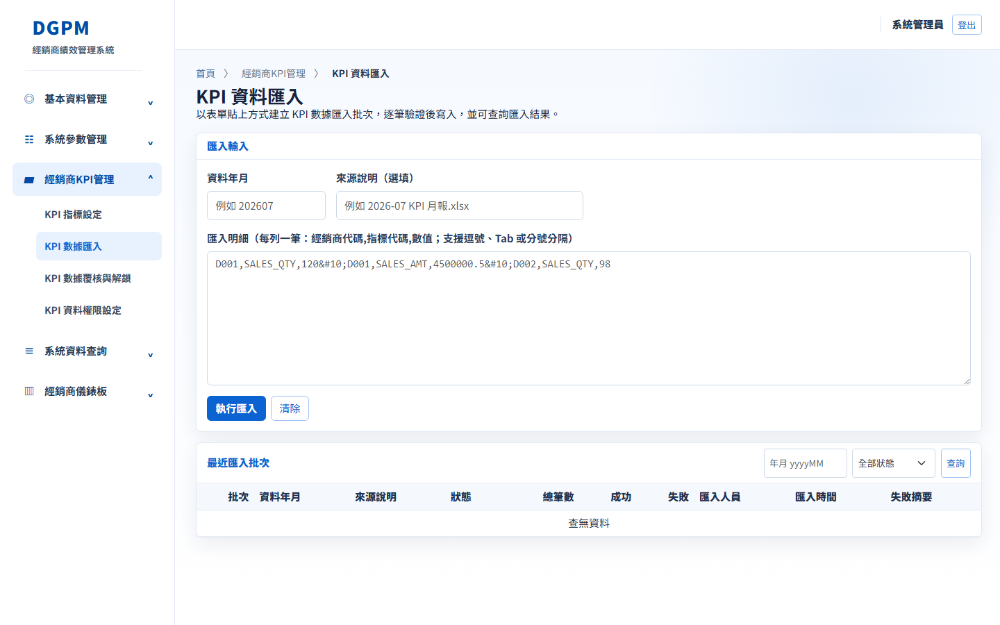 DGPM
經銷商績效管理系統
基本資料管理
系統參數管理
經銷商KPI管理
KPI 指標設定
KPI 數據匯入
KPI 數據覆核與解鎖
KPI 資料權限設定
系統資料查詢
經銷商儀錶板
系統管理員
登出
首頁 〉 經銷商KPI管理 〉 KPI 資料匯入
KPI 資料匯入
以表單貼上方式建立 KPI 數據匯入批次，逐筆驗證後寫入，並可查詢匯入結果。
匯入輸入
資料年月 來源說明（選填）
例如 202607 例如 2026-07 KPI 月報.xlsx
匯入明細（每列一筆：經銷商代碼,指標代碼,數值；支援逗號、Tab 或分號分隔）
D001,SALES_QTY,120&#10;D001,SALES_AMT,4500000.5&#10;D002,SALES_QTY,98
執行匯入 清除
最近匯入批次 年月 yyyyMM 全部狀態 查詢
批次 資料年月 來源說明 狀態 總筆數 成功 失敗 匯入人員 匯入時間 失敗摘要
查無資料